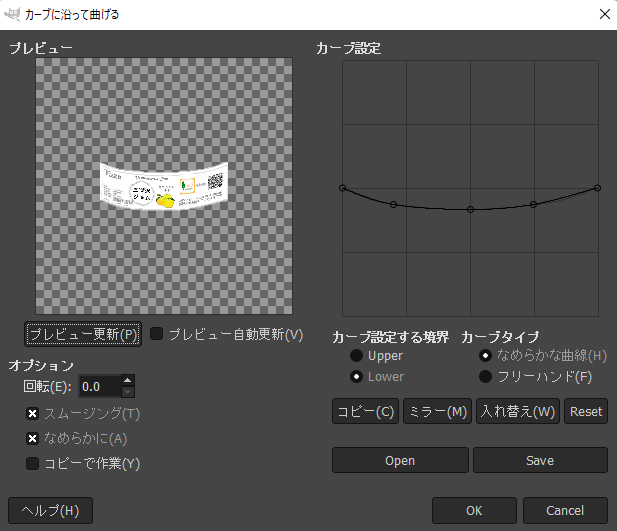 カーブに沿って曲げる
プレビュー
カーブ設定
プレビュー更新(P)
プレビュー自動更新(V)
オプション
回転(E): 0.0
スムージング(T)
なめらかに(A)
コピーで作業(Y)
カーブ設定する境界
Upper
Lower
カーブタイプ
なめらかな曲線(H)
フリーハンド(F)
コピー(C)
ミラー(M)
入れ替え(W)
Reset
Open
Save
ヘルプ(H)
OK
Cancel